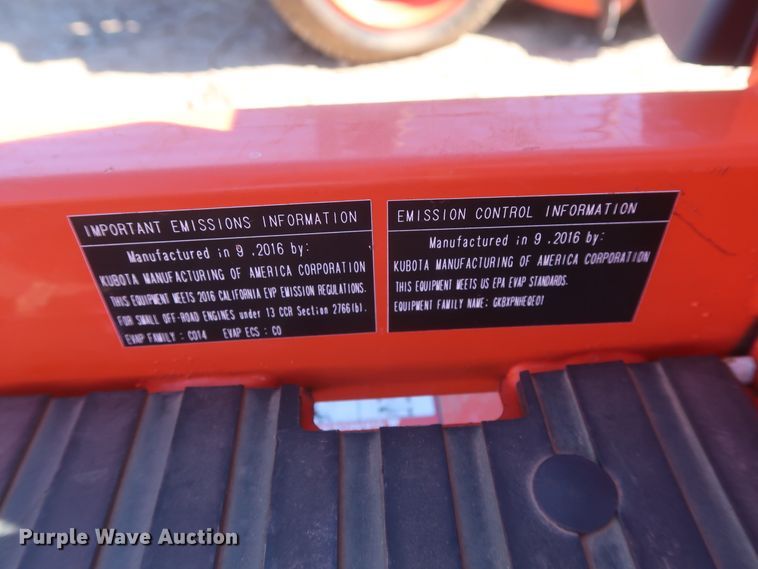 IMPORTANT EMISSIONS INFORMATION
Manufactured in 9 .2016 by:
KUBOTA MANUFACTURING OF AMERICA CORPORATION
THIS EQUIPMENT MEETS 2016 CALIFORNIA EVP EMISSION REGULATIONS.
FOR SMALL OFF-ROAD ENGINES under 13 CCR Section 2766(b).
EVAP FAMILY : C014 EVAP ECS : CO
EMISSION CONTROL INFORMATION
Manufactured in 9 .2016 by:
KUBOTA MANUFACTURING OF AMERICA CORPORATION
THIS EQUIPMENT MEETS US EPA EVAP STANDARDS.
EQUIPMENT FAMILY NAME: GKBXPNHEQE01
Purple Wave Auction